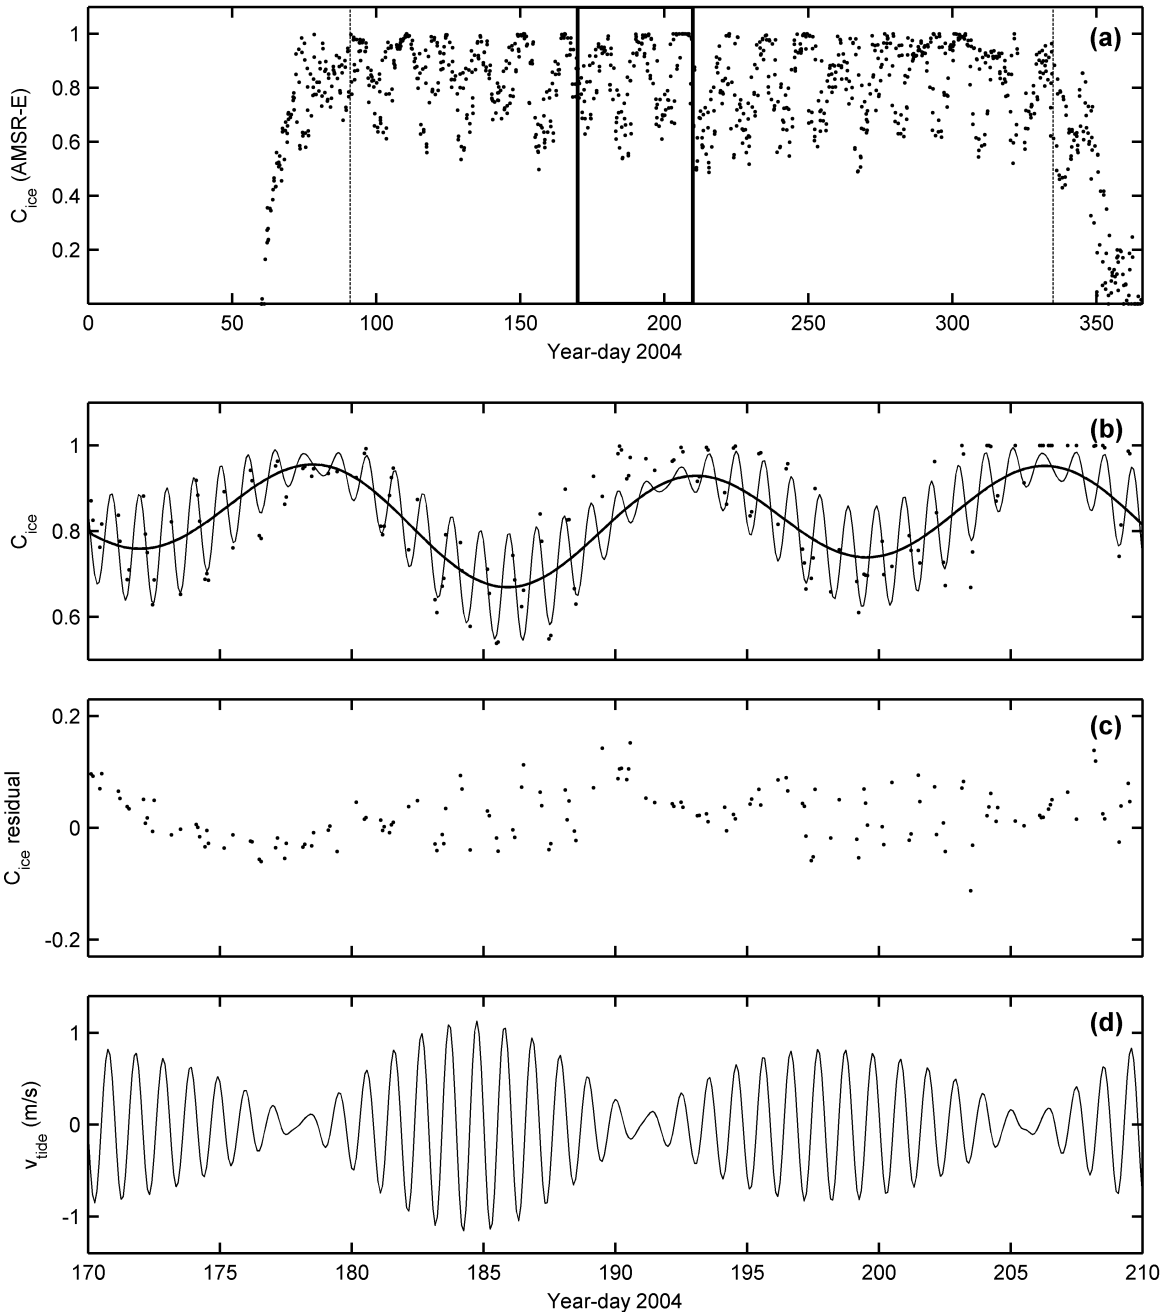 (a)
1
0.8
0.6
0.4
0.2
C_ice (AMSR-E)
0 50 100 150 200 250 300 350
Year-day 2004
(b)
1
0.8
0.6
C_ice
(c)
0.2
0
-0.2
C_ice residual
(d)
1
0
-1
v_tide (m/s)
170 175 180 185 190 195 200 205 210
Year-day 2004